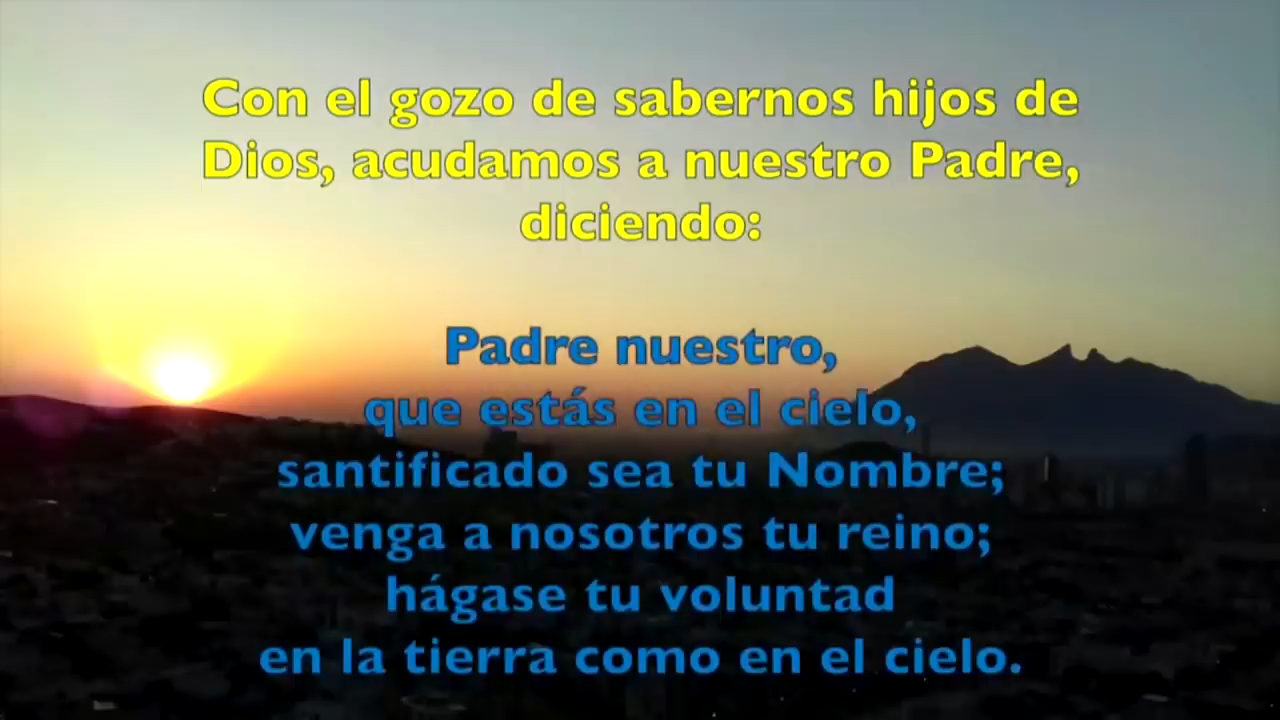 Con el gozo de sabernos hijos de
Dios, acudamos a nuestro Padre,
diciendo:
Padre nuestro,
que estás en el cielo,
santificado sea tu Nombre;
venga a nosotros tu reino;
hágase tu voluntad
en la tierra como en el cielo.